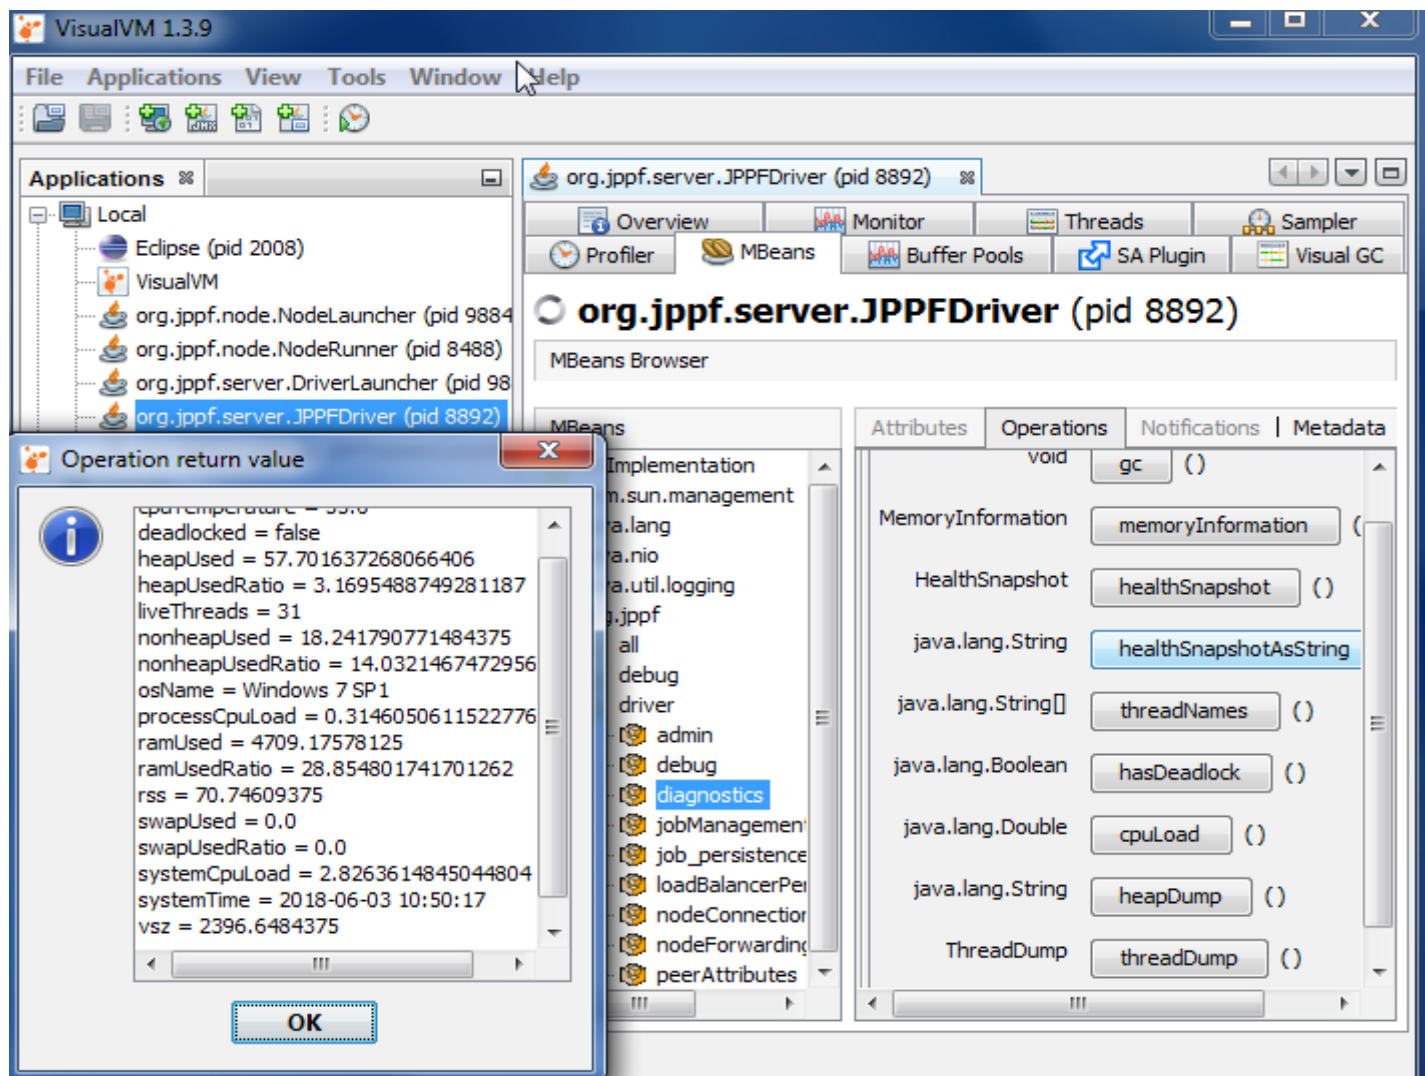 VisualVM 1.3.9
File Applications View Tools Window Help
Applications
Local
Eclipse (pid 2008)
VisualVM
org.jppf.node.NodeLauncher (pid 9884
org.jppf.node.NodeRunner (pid 8488)
org.jppf.server.DriverLauncher (pid 98
org.jppf.server.JPPFDriver (pid 8892)
org.jppf.server.JPPFDriver (pid 8892)
Overview Monitor Threads Sampler
Profiler MBeans Buffer Pools SA Plugin Visual GC
org.jppf.server.JPPFDriver (pid 8892)
MBeans Browser
MBeans
Implementation
m.sun.management
va.lang
va.nio
va.util.logging
g.jppf
all
debug
driver
admin
debug
diagnostics
jobManagement
job_persistence
loadBalancerPer
nodeConnection
nodeForwarding
peerAttributes
Attributes Operations Notifications Metadata
void gc ()
MemoryInformation memoryInformation (
HealthSnapshot healthSnapshot ()
java.lang.String healthSnapshotAsString
java.lang.String[] threadNames ()
java.lang.Boolean hasDeadlock ()
java.lang.Double cpuLoad ()
java.lang.String heapDump ()
ThreadDump threadDump ()
Operation return value
deadlocked = false
heapUsed = 57.701637268066406
heapUsedRatio = 3.1695488749281187
liveThreads = 31
nonheapUsed = 18.241790771484375
nonheapUsedRatio = 14.0321467472956
osName = Windows 7 SP1
processCpuLoad = 0.3146050611522776
ramUsed = 4709.17578125
ramUsedRatio = 28.854801741701262
rss = 70.74609375
swapUsed = 0.0
swapUsedRatio = 0.0
systemCpuLoad = 2.8263614845044804
systemTime = 2018-06-03 10:50:17
vsz = 2396.6484375
OK